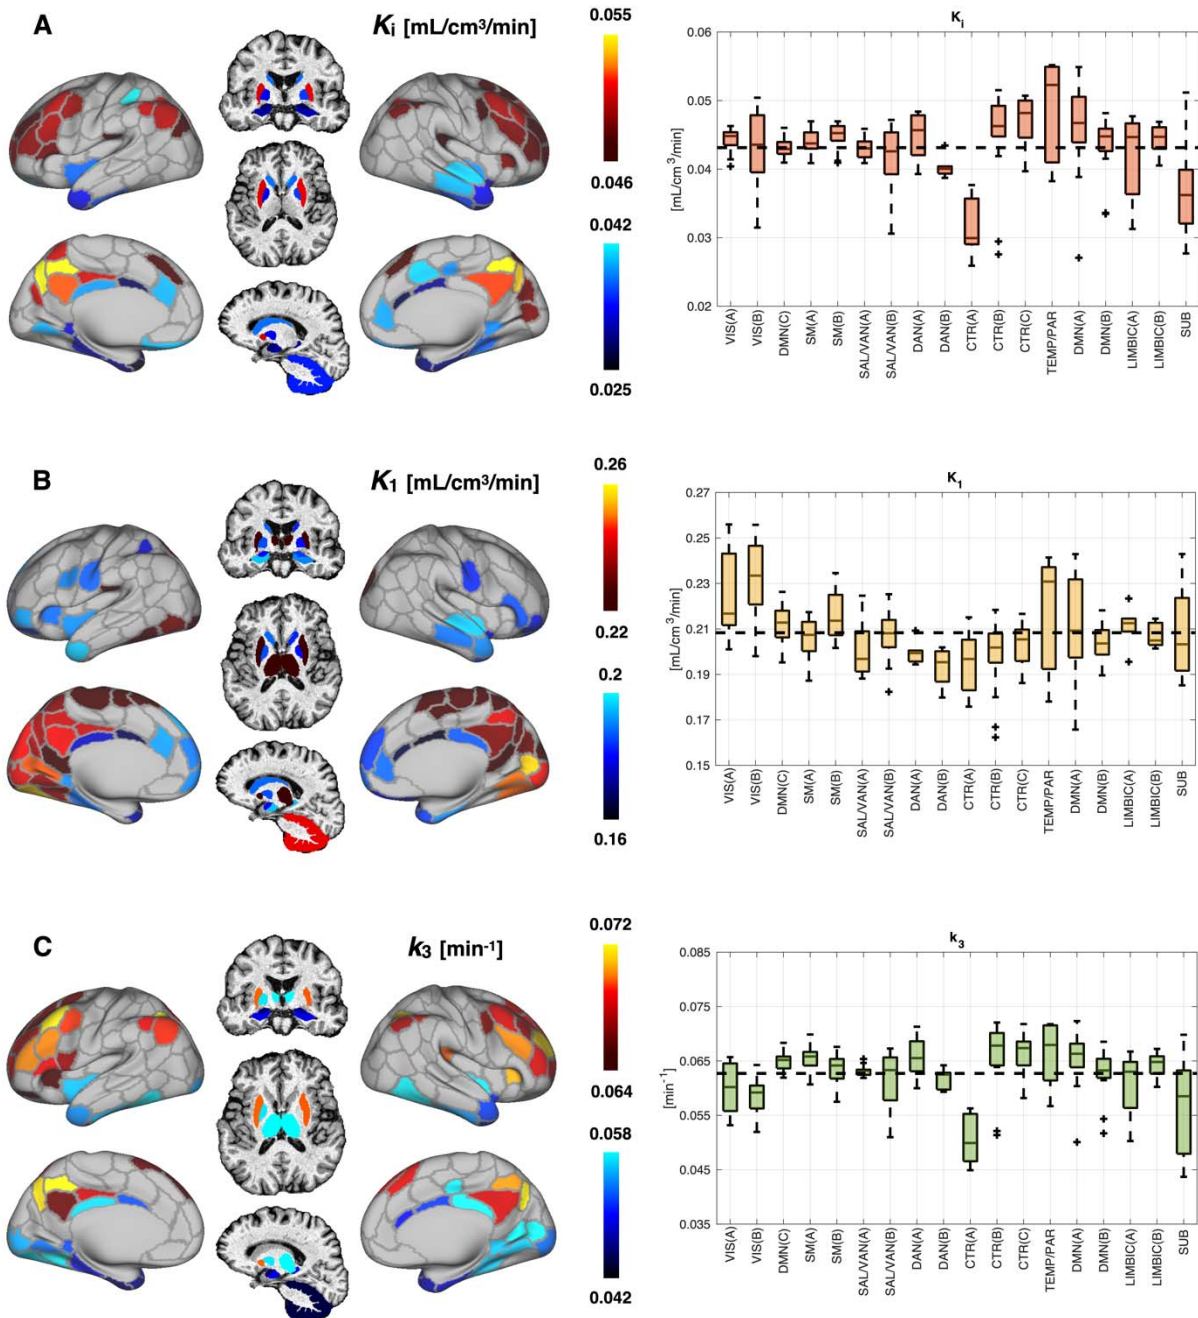 A
Ki [mL/cm³/min]
0.055
0.046
0.042
0.025
Ki
[mL/cm³/min]
0.06
0.05
0.04
0.03
0.02
VIS(A)
VIS(B)
DMN(C)
SM(A)
SM(B)
SAL/VAN(A)
SAL/VAN(B)
DAN(A)
DAN(B)
CTR(A)
CTR(B)
CTR(C)
TEMP/PAR
DMN(A)
DMN(B)
LIMBIC(A)
LIMBIC(B)
SUB
B
K1 [mL/cm³/min]
0.26
0.22
0.2
0.16
K1
[mL/cm³/min]
0.27
0.25
0.23
0.21
0.19
0.17
0.15
VIS(A)
VIS(B)
DMN(C)
SM(A)
SM(B)
SAL/VAN(A)
SAL/VAN(B)
DAN(A)
DAN(B)
CTR(A)
CTR(B)
CTR(C)
TEMP/PAR
DMN(A)
DMN(B)
LIMBIC(A)
LIMBIC(B)
SUB
C
k3 [min⁻¹]
0.072
0.064
0.058
0.042
k3
[min⁻¹]
0.085
0.075
0.065
0.055
0.045
0.035
VIS(A)
VIS(B)
DMN(C)
SM(A)
SM(B)
SAL/VAN(A)
SAL/VAN(B)
DAN(A)
DAN(B)
CTR(A)
CTR(B)
CTR(C)
TEMP/PAR
DMN(A)
DMN(B)
LIMBIC(A)
LIMBIC(B)
SUB